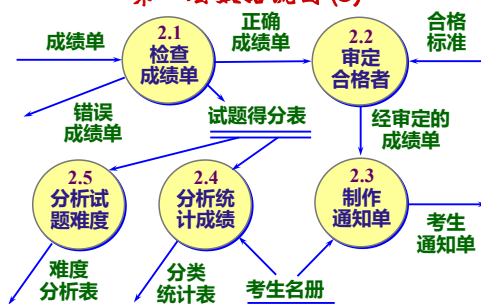 2.1
检查
成绩单
成绩单
正确
成绩单
2.2
审定
合格者
合格
标准
错误
成绩单
试题得分表
经审定的
成绩单
2.5
分析试
题难度
2.4
分析统
计成绩
2.3
制作
通知单
考生
通知单
难度
分析表
分类
统计表
考生名册